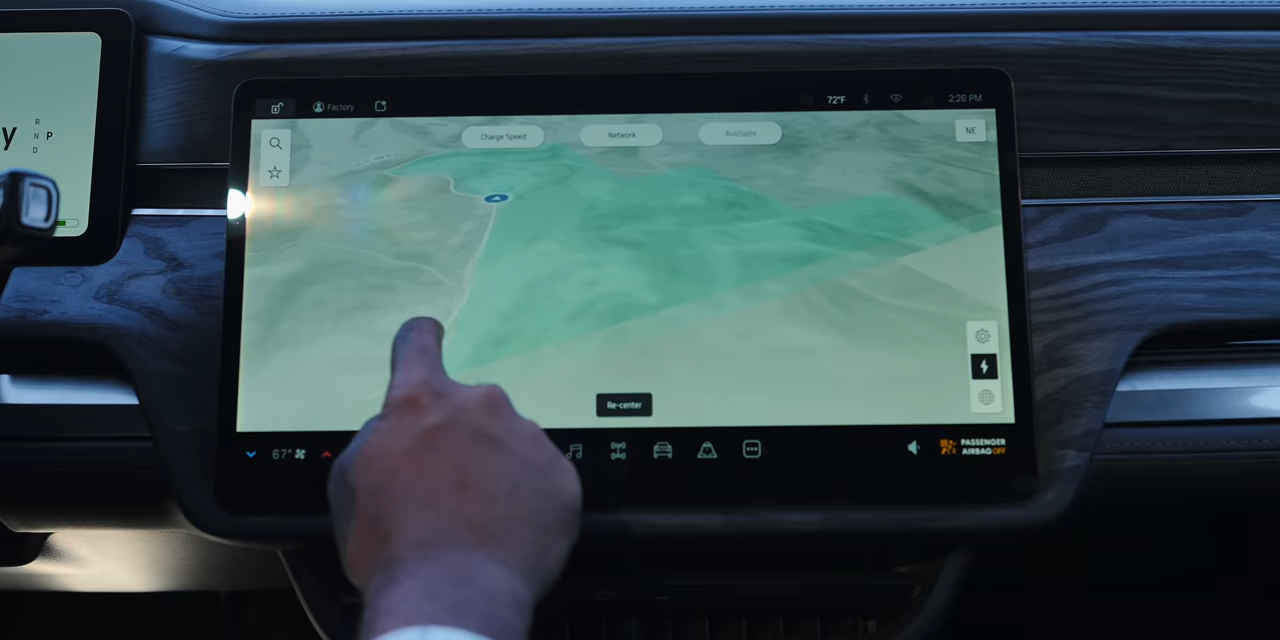 y
R
N P
D
Factory
72°F
2:26 PM
Charge Speed
Network
Available
NE
Re-center
67°
PASSENGER
AIRBAG OFF